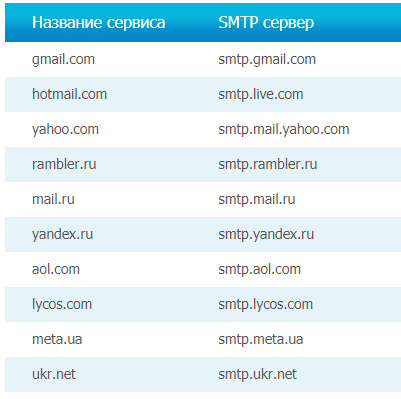 Название сервиса SMTP сервер
gmail.com smtp.gmail.com
hotmail.com smtp.live.com
yahoo.com smtp.mail.yahoo.com
rambler.ru smtp.rambler.ru
mail.ru smtp.mail.ru
yandex.ru smtp.yandex.ru
aol.com smtp.aol.com
lycos.com smtp.lycos.com
meta.ua smtp.meta.ua
ukr.net smtp.ukr.net